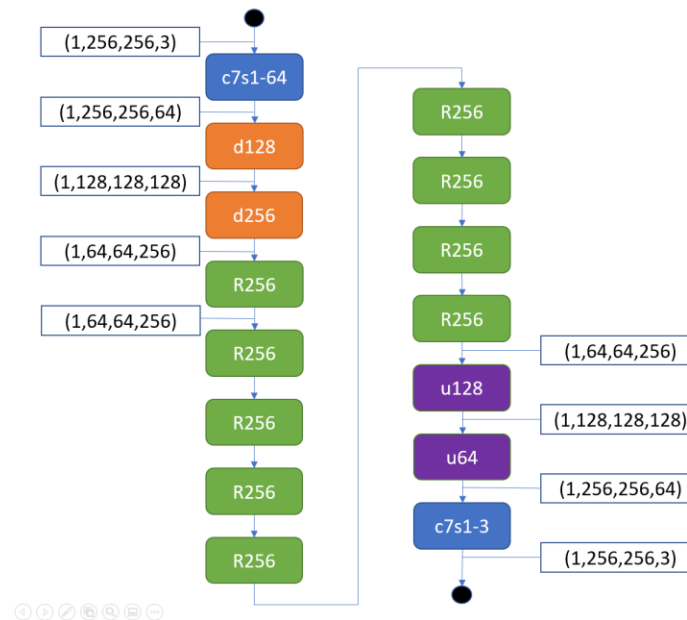 (1,256,256,3)
c7s1-64
(1,256,256,64)
d128
(1,128,128,128)
d256
(1,64,64,256)
R256
(1,64,64,256)
R256
R256
R256
R256
R256
R256
R256
R256
(1,64,64,256)
u128
(1,128,128,128)
u64
(1,256,256,64)
c7s1-3
(1,256,256,3)